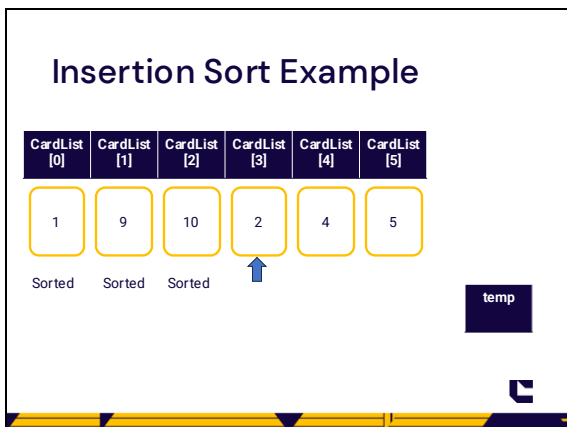 Insertion Sort Example
CardList CardList CardList CardList CardList CardList
[0] [1] [2] [3] [4] [5]
1 9 10 2 4 5
Sorted Sorted Sorted
temp